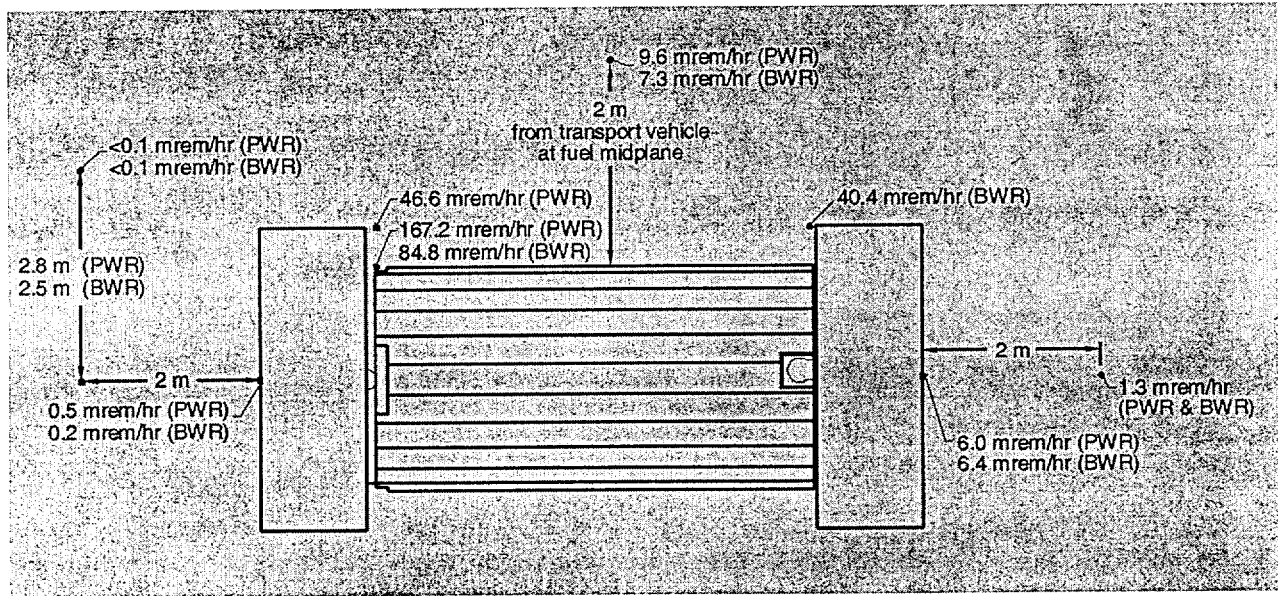 9.6 mrem/hr (PWR)
7.3 mrem/hr (BWR)
2 m
from transport vehicle
at fuel midplane
<0.1 mrem/hr (PWR)
<0.1 mrem/hr (BWR)
46.6 mrem/hr (PWR)
40.4 mrem/hr (BWR)
167.2 mrem/hr (PWR)
84.8 mrem/hr (BWR)
2.8 m (PWR)
2.5 m (BWR)
2 m
2 m
0.5 mrem/hr (PWR)
0.2 mrem/hr (BWR)
1.3 mrem/hr
(PWR & BWR)
6.0 mrem/hr (PWR)
6.4 mrem/hr (BWR)